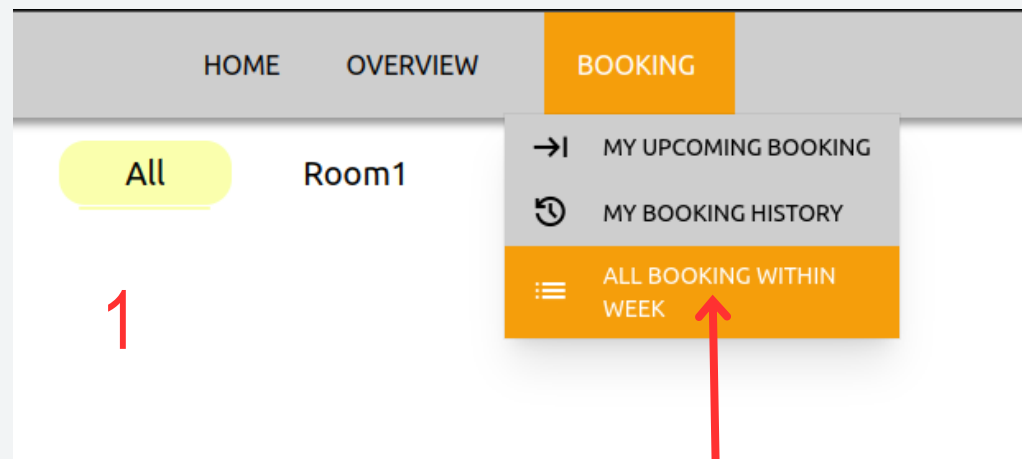 HOME OVERVIEW BOOKING
MY UPCOMING BOOKING
All Room1
MY BOOKING HISTORY
ALL BOOKING WITHIN
WEEK
1